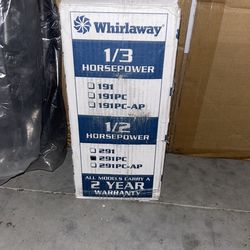 Whirlaway
1/3
HORSEPOWER
191
191PC
191PC-AP
1/2
HORSEPOWER
291
291PC
291PC-AP
ALL MODELS CARRY A
2 YEAR
WARRANTY